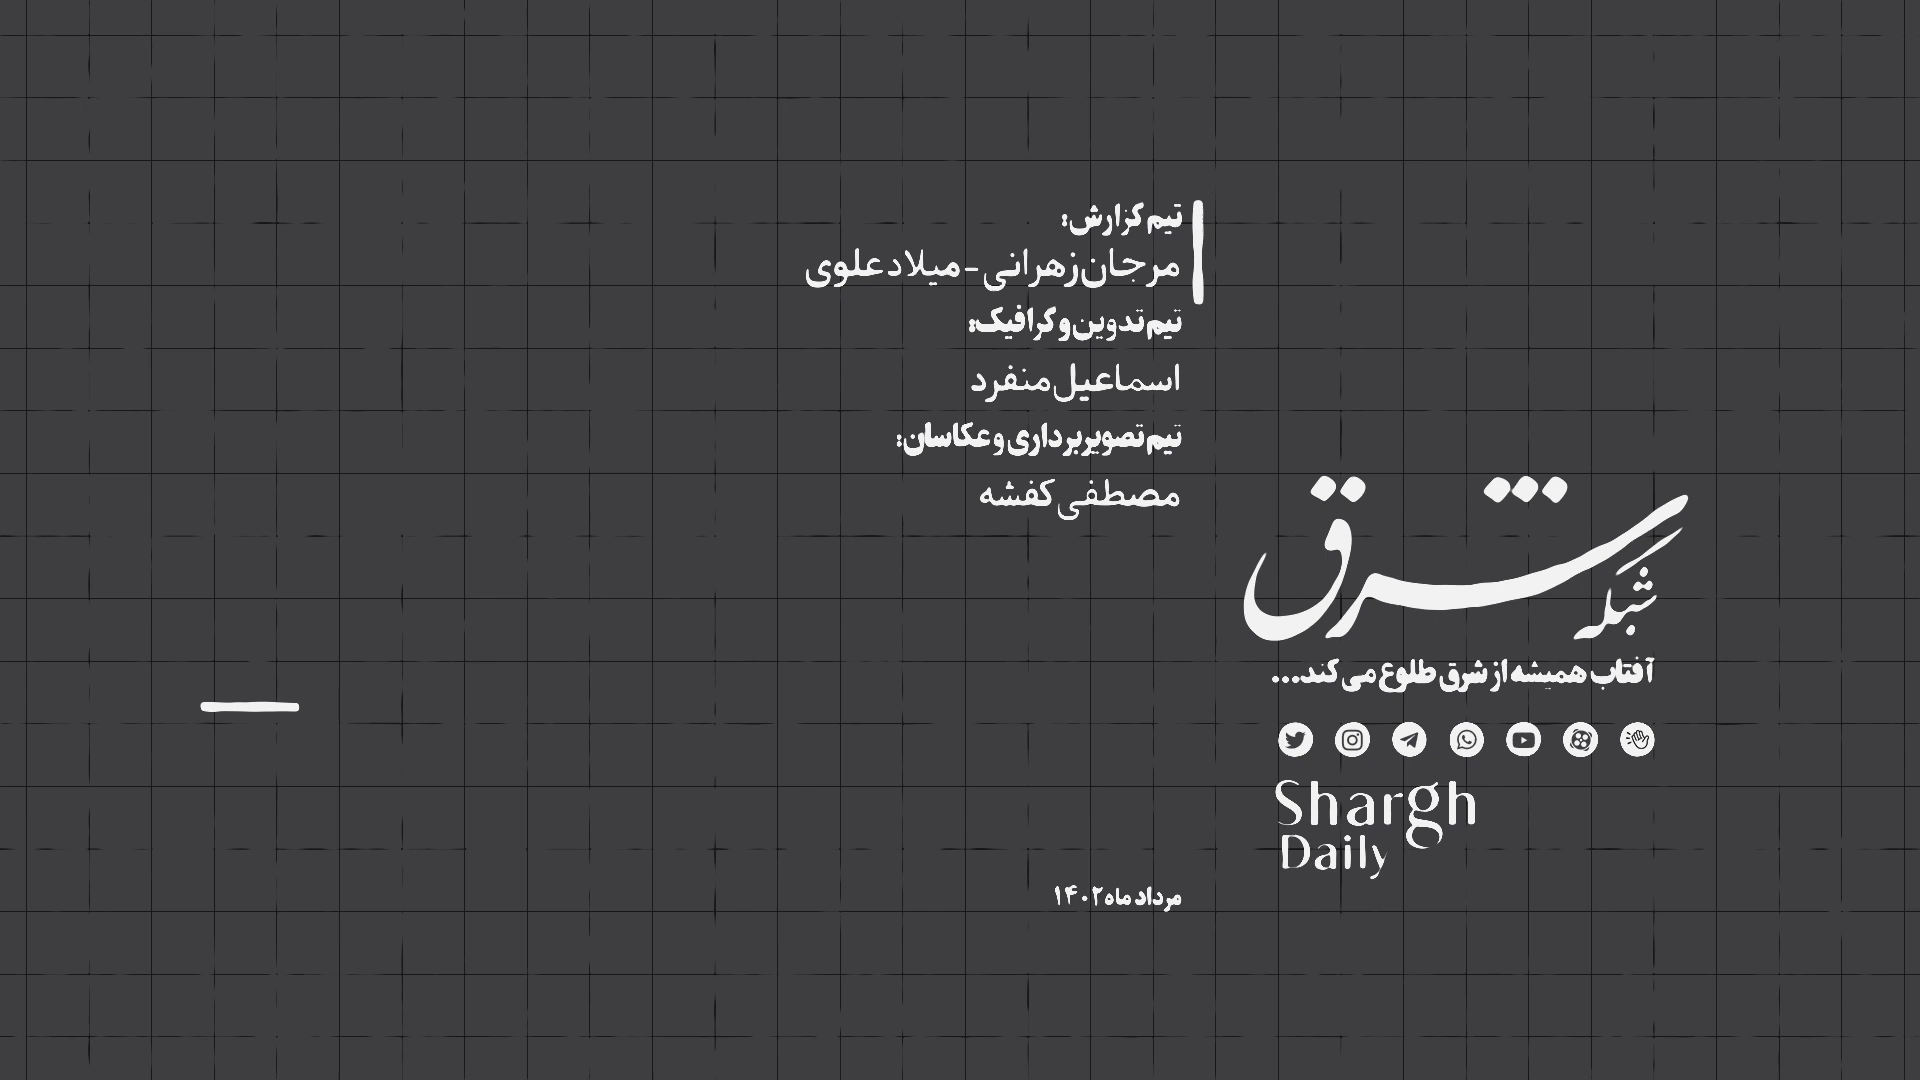 تیم گزارش:
مرجان زهرانی - میلاد علوی
تیم تدوین و گرافیک:
اسماعیل منفرد
تیم تصویربرداری و عکاسان:
مصطفی کفشه
شبکه شرق
آفتاب همیشه از شرق طلوع می کند...
Shargh
Daily
مرداد ماه ۱۴۰۲